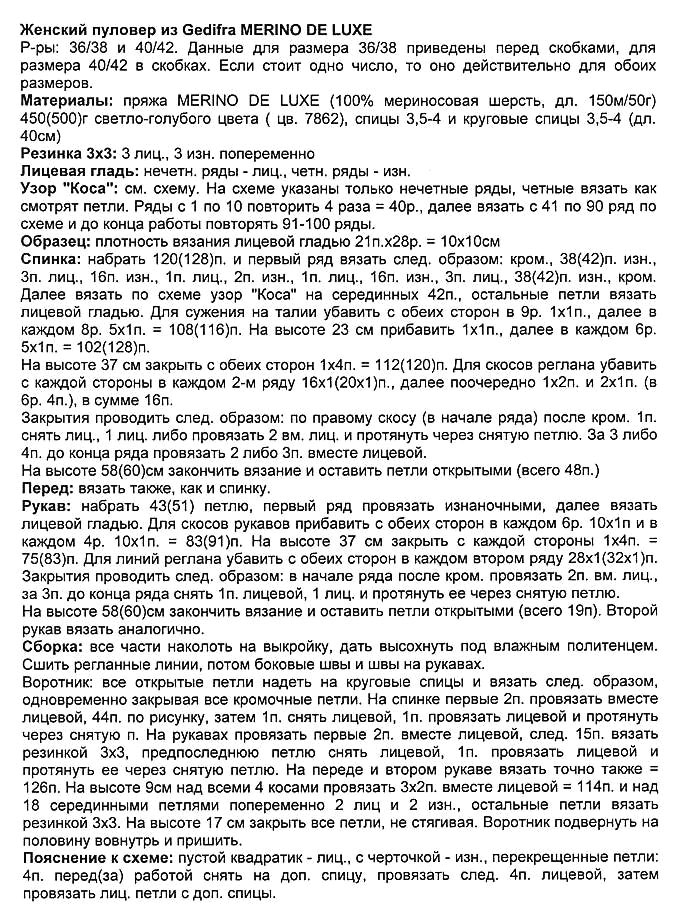 Женский пуловер из Gedifra MERINO DE LUXE
Р-ры: 36/38 и 40/42. Данные для размера 36/38 приведены перед скобками, для
размера 40/42 в скобках. Если стоит одно число, то оно действительно для обоих
размеров.
Материалы: пряжа MERINO DE LUXE (100% мериносовая шерсть, дл. 150м/50г)
450(500)г светло-голубого цвета ( цв. 7862), спицы 3,5-4 и круговые спицы 3,5-4 (дл.
40см)
Резинка 3х3: 3 лиц., 3 изн. попеременно
Лицевая гладь: нечетн. ряды - лиц., четн. ряды - изн.
Узор "Коса": см. схему. На схеме указаны только нечетные ряды, четные вязать как
смотрят петли. Ряды с 1 по 10 повторить 4 раза = 40р., далее вязать с 41 по 90 ряд по
схеме и до конца работы повторять 91-100 ряды.
Образец: плотность вязания лицевой гладью 21п.х28р. = 10х10см
Спинка: набрать 120(128)п. и первый ряд вязать след. образом: кром., 38(42)п. изн.,
3п. лиц., 16п. изн., 1п. лиц., 2п. изн., 1п. лиц., 16п. изн., 3п. лиц., 38(42)п. изн., кром.
Далее вязать по схеме узор "Коса" на серединных 42п., остальные петли вязать
лицевой гладью. Для сужения на талии убавить с обеих сторон в 9р. 1х1п., далее в
каждом 8р. 5х1п. = 108(116)п. На высоте 23 см прибавить 1х1п., далее в каждом 6р.
5х1п. = 102(128)п.
На высоте 37 см закрыть с обеих сторон 1х4п. = 112(120)п. Для скосов реглана убавить
с каждой стороны в каждом 2-м ряду 16х1(20х1)п., далее поочередно 1х2п. и 2х1п. (в
6р. 4п.), в сумме 16п.
Закрытия проводить след. образом: по правому скосу (в начале ряда) после кром. 1п.
снять лиц., 1 лиц. либо провязать 2 вм. лиц. и протянуть через снятую петлю. За 3 либо
4п. до конца ряда провязать 2 либо 3п. вместе лицевой.
На высоте 58(60)см закончить вязание и оставить петли открытыми (всего 48п.)
Перед: вязать также, как и спинку.
Рукав: набрать 43(51) петлю, первый ряд провязать изнаночными, далее вязать
лицевой гладью. Для скосов рукавов прибавить с обеих сторон в каждом 6р. 10х1п и в
каждом 4р. 10х1п. = 83(91)п. На высоте 37 см закрыть с каждой стороны 1х4п. =
75(83)п. Для линий реглана убавить с обеих сторон в каждом втором ряду 28х1(32х1)п.
Закрытия проводить след. образом: в начале ряда после кром. провязать 2п. вм. лиц.,
за 3п. до конца ряда снять 1п. лицевой, 1 лиц. и протянуть ее через снятую петлю.
На высоте 58(60)см закончить вязание и оставить петли открытыми (всего 19п). Второй
рукав вязать аналогично.
Сборка: все части наколоть на выкройку, дать высохнуть под влажным политенцем.
Сшить регланные линии, потом боковые швы и швы на рукавах.
Воротник: все открытые петли надеть на круговые спицы и вязать след. образом,
одновременно закрывая все кромочные петли. На спинке первые 2п. провязать вместе
лицевой, 44п. по рисунку, затем 1п. снять лицевой, 1п. провязать лицевой и протянуть
через снятую п. На рукавах провязать первые 2п. вместе лицевой, след. 15п. вязать
резинкой 3х3, предпоследнюю петлю снять лицевой, 1п. провязать лицевой и
протянуть ее через снятую петлю. На переде и втором рукаве вязать точно также =
126п. На высоте 9см над всеми 4 косами провязать 3х2п. вместе лицевой = 114п. и над
18 серединными петлями попеременно 2 лиц и 2 изн., остальные петли вязать
резинкой 3х3. На высоте 17 см закрыть все петли, не стягивая. Воротник подвернуть на
половину вовнутр и пришить.
Пояснение к схеме: пустой квадратик - лиц., с черточкой - изн., перекрещенные петли:
4п. перед(за) работой снять на доп. спицу, провязать след. 4п. лицевой, затем
провязать лиц. петли с доп. спицы.